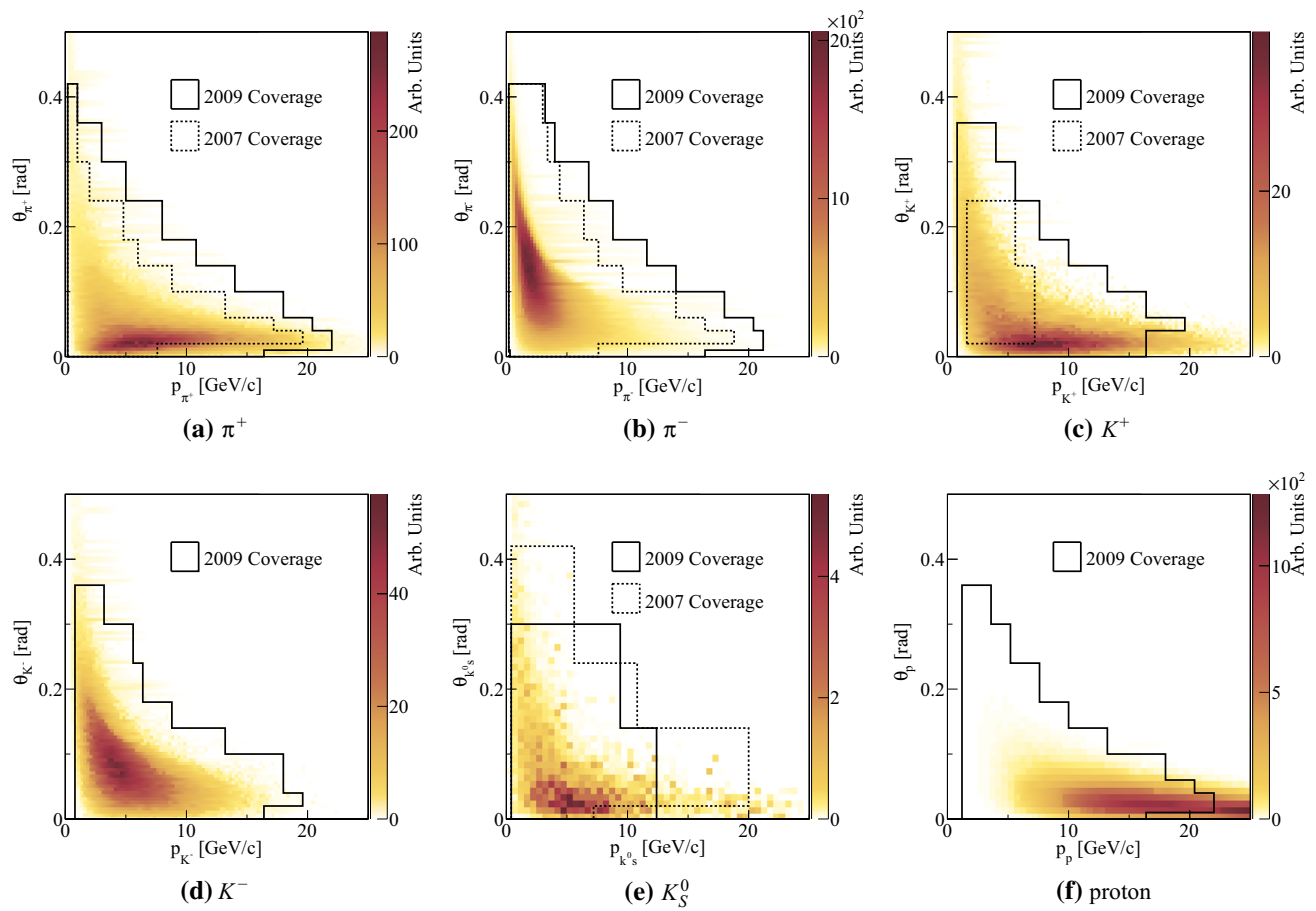 ×10²
Arb. Units
Arb. Units
Arb. Units
2009 Coverage
2007 Coverage
2009 Coverage
2007 Coverage
2009 Coverage
2007 Coverage
θπ⁺ [rad]
θπ⁻ [rad]
θK⁺ [rad]
0 0.2 0.4
0 0.2 0.4
0 0.2 0.4
0 100 200
0 10 20
0 20
0 10 20
0 10 20
0 10 20
pπ⁺ [GeV/c]
pπ⁻ [GeV/c]
pK⁺ [GeV/c]
(a) π⁺
(b) π⁻
(c) K⁺
×10²
Arb. Units
Arb. Units
Arb. Units
2009 Coverage
2009 Coverage
2007 Coverage
2009 Coverage
θK⁻ [rad]
θk⁰s [rad]
θp [rad]
0 0.2 0.4
0 0.2 0.4
0 0.2 0.4
0 20 40
0 2 4
0 5 10
0 10 20
0 10 20
0 10 20
pK⁻ [GeV/c]
pk⁰s [GeV/c]
pp [GeV/c]
(d) K⁻
(e) K⁰S
(f) proton